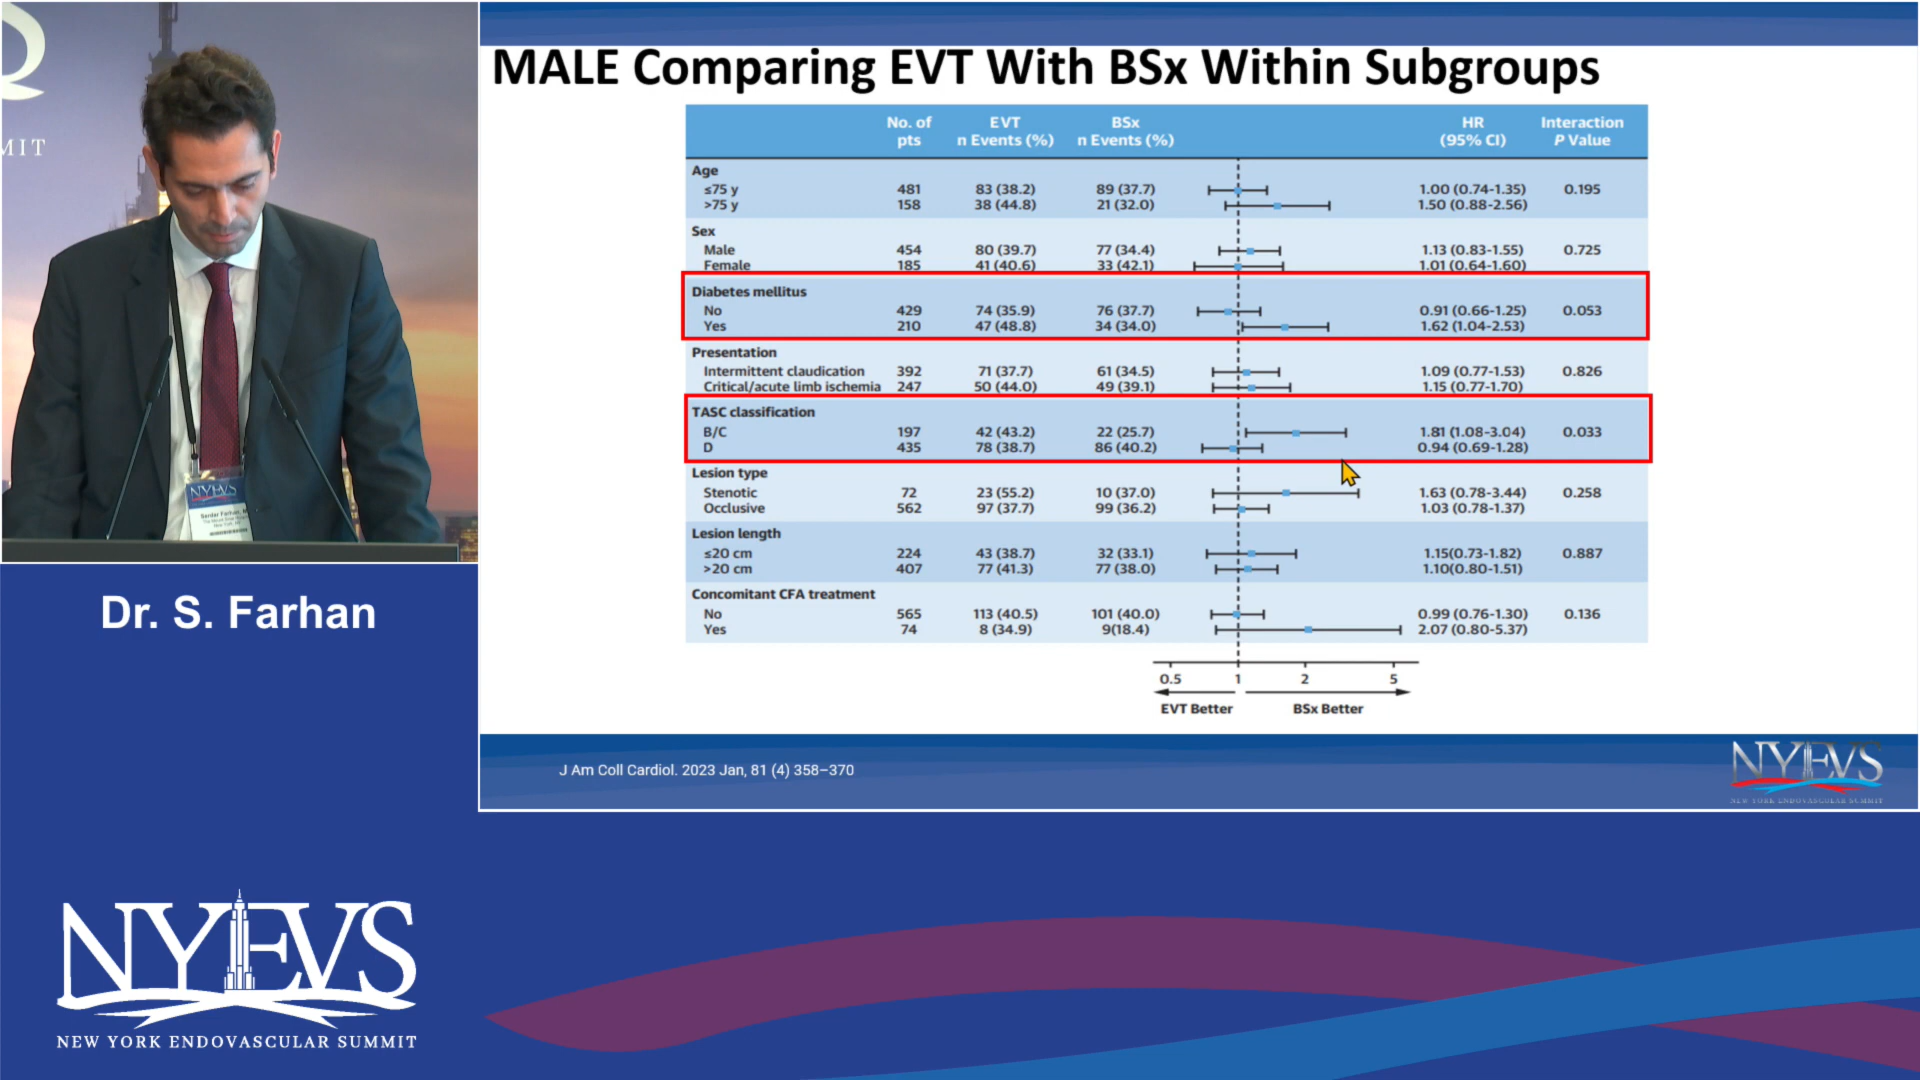 MIT
NYEVS
Serdar Farhan, M
Dr. S. Farhan
NYEVS
NEW YORK ENDOVASCULAR SUMMIT
MALE Comparing EVT With BSx Within Subgroups
No. of pts EVT n Events (%) BSx n Events (%) HR (95% CI) Interaction P Value
Age
≤75 y 481 83 (38.2) 89 (37.7) 1.00 (0.74-1.35) 0.195
>75 y 158 38 (44.8) 21 (32.0) 1.50 (0.88-2.56)
Sex
Male 454 80 (39.7) 77 (34.4) 1.13 (0.83-1.55) 0.725
Female 185 41 (40.6) 33 (42.1) 1.01 (0.64-1.60)
Diabetes mellitus
No 429 74 (35.9) 76 (37.7) 0.91 (0.66-1.25) 0.053
Yes 210 47 (48.8) 34 (34.0) 1.62 (1.04-2.53)
Presentation
Intermittent claudication 392 71 (37.7) 61 (34.5) 1.09 (0.77-1.53) 0.826
Critical/acute limb ischemia 247 50 (44.0) 49 (39.1) 1.15 (0.77-1.70)
TASC classification
B/C 197 42 (43.2) 22 (25.7) 1.81 (1.08-3.04) 0.033
D 435 78 (38.7) 86 (40.2) 0.94 (0.69-1.28)
Lesion type
Stenotic 72 23 (55.2) 10 (37.0) 1.63 (0.78-3.44) 0.258
Occlusive 562 97 (37.7) 99 (36.2) 1.03 (0.78-1.37)
Lesion length
≤20 cm 224 43 (38.7) 32 (33.1) 1.15(0.73-1.82) 0.887
>20 cm 407 77 (41.3) 77 (38.0) 1.10(0.80-1.51)
Concomitant CFA treatment
No 565 113 (40.5) 101 (40.0) 0.99 (0.76-1.30) 0.136
Yes 74 8 (34.9) 9(18.4) 2.07 (0.80-5.37)
0.5 1 2 5
EVT Better BSx Better
J Am Coll Cardiol. 2023 Jan, 81 (4) 358–370
NYEVS
NEW YORK ENDOVASCULAR SUMMIT